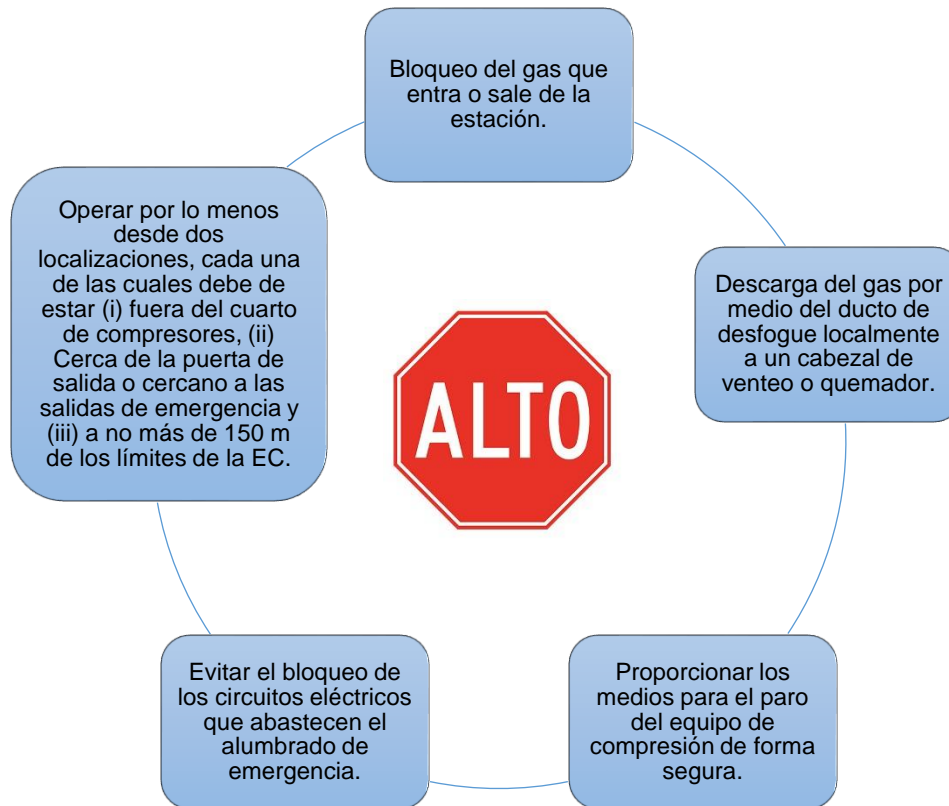 Bloqueo del gas que
entra o sale de la
estación.
Descarga del gas por
medio del ducto de
desfogue localmente
a un cabezal de
venteo o quemador.
Proporcionar los
medios para el paro
del equipo de
compresión de forma
segura.
Evitar el bloqueo de
los circuitos eléctricos
que abastecen el
alumbrado de
emergencia.
Operar por lo menos
desde dos
localizaciones, cada una
de las cuales debe de
estar (i) fuera del cuarto
de compresores, (ii)
Cerca de la puerta de
salida o cercano a las
salidas de emergencia y
(iii) a no más de 150 m
de los límites de la EC.
ALTO